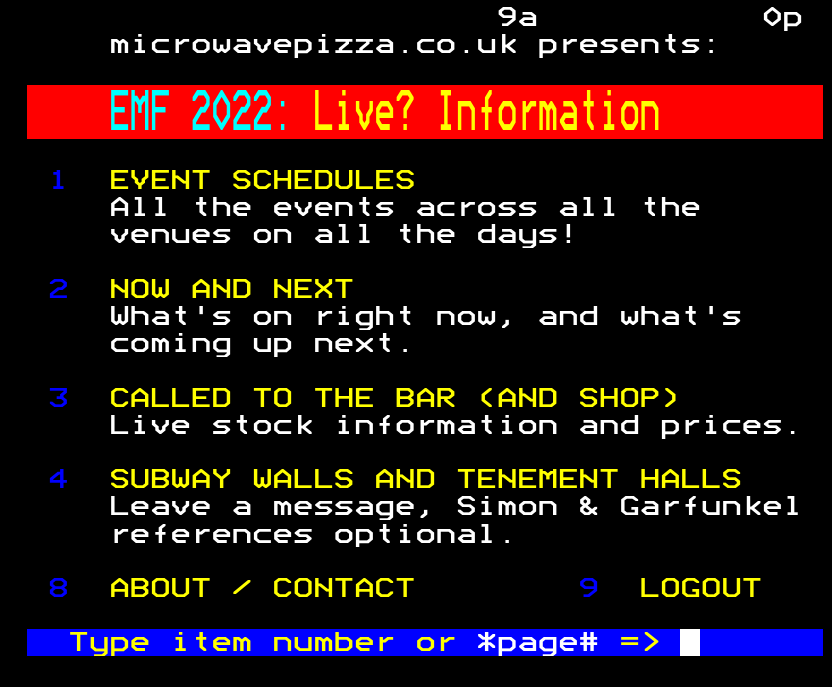 9a 0p
microwavepizza.co.uk presents:
EMF 2022: Live? Information
1 EVENT SCHEDULES
All the events across all the
venues on all the days!
2 NOW AND NEXT
What's on right now, and what's
coming up next.
3 CALLED TO THE BAR (AND SHOP)
Live stock information and prices.
4 SUBWAY WALLS AND TENEMENT HALLS
Leave a message, Simon & Garfunkel
references optional.
8 ABOUT / CONTACT 9 LOGOUT
Type item number or *page# =>